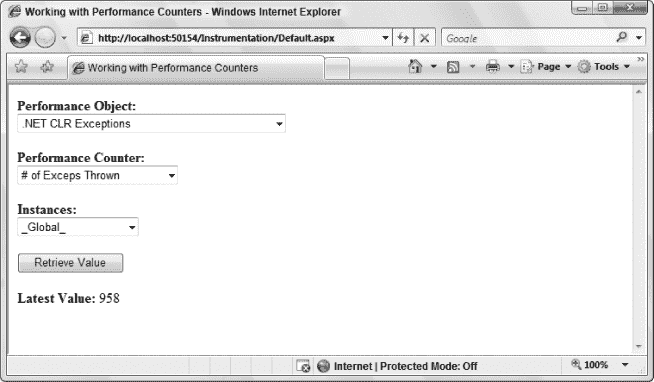 Working with Performance Counters - Windows Internet Explorer
http://localhost:50154/Instrumentation/Default.aspx
Google
Working with Performance Counters
Page
Tools
Performance Object:
.NET CLR Exceptions
Performance Counter:
# of Exceps Thrown
Instances:
_Global_
Retrieve Value
Latest Value: 958
Internet | Protected Mode: Off
100%